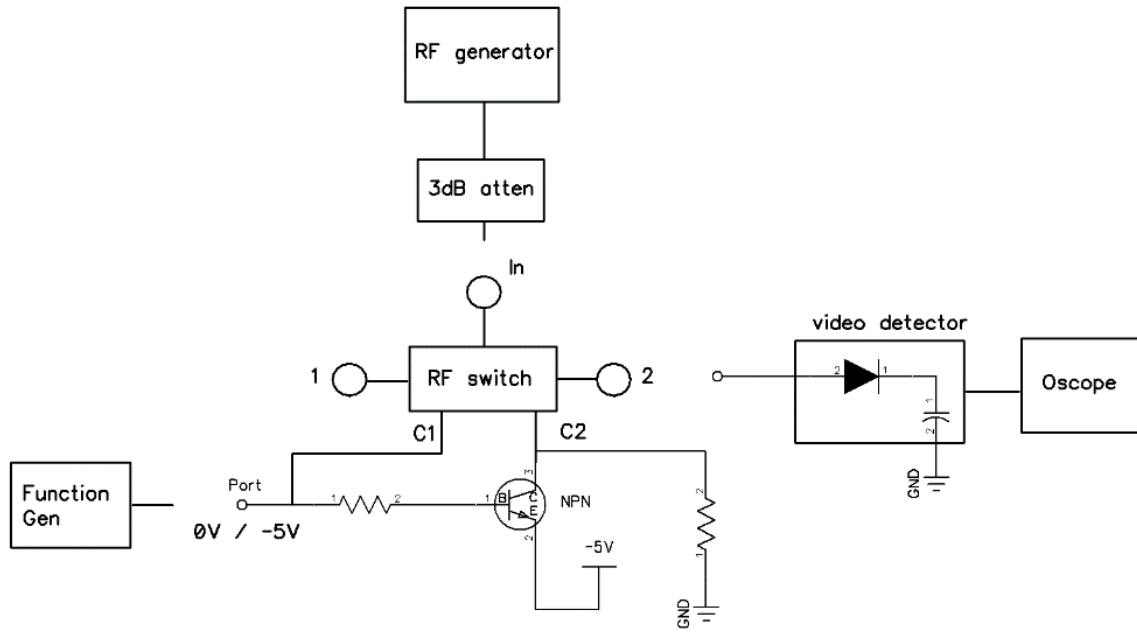 RF generator
3dB atten
In
video detector
1
RF switch
2
2
1
1
2
Oscope
C1
C2
GND
Function
Gen
Port
0V / -5V
1
2
1
B
C
E
3
2
NPN
-5V
2
1
GND